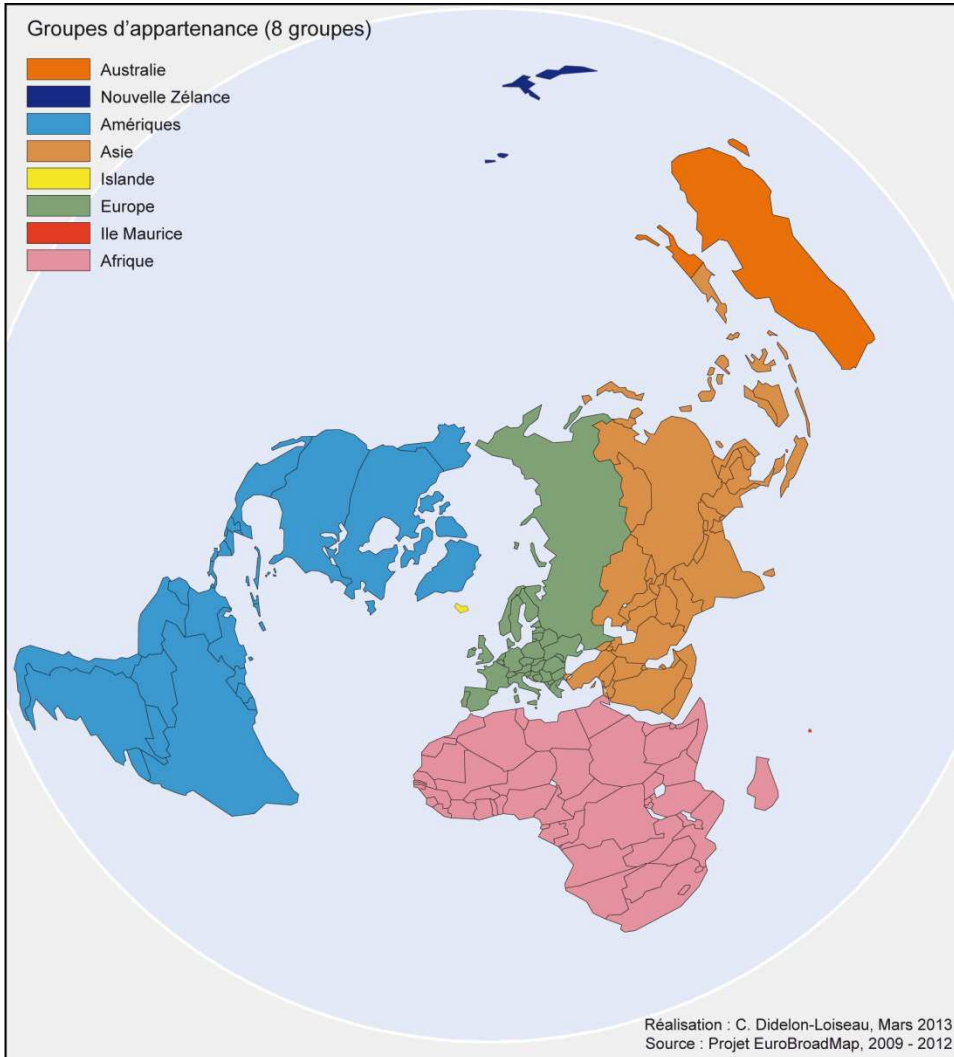 Groupes d'appartenance (8 groupes)
Australie
Nouvelle Zélance
Amériques
Asie
Islande
Europe
Ile Maurice
Afrique
Réalisation : C. Didelon-Loiseau, Mars 2013
Source : Projet EuroBroadMap, 2009 - 2012